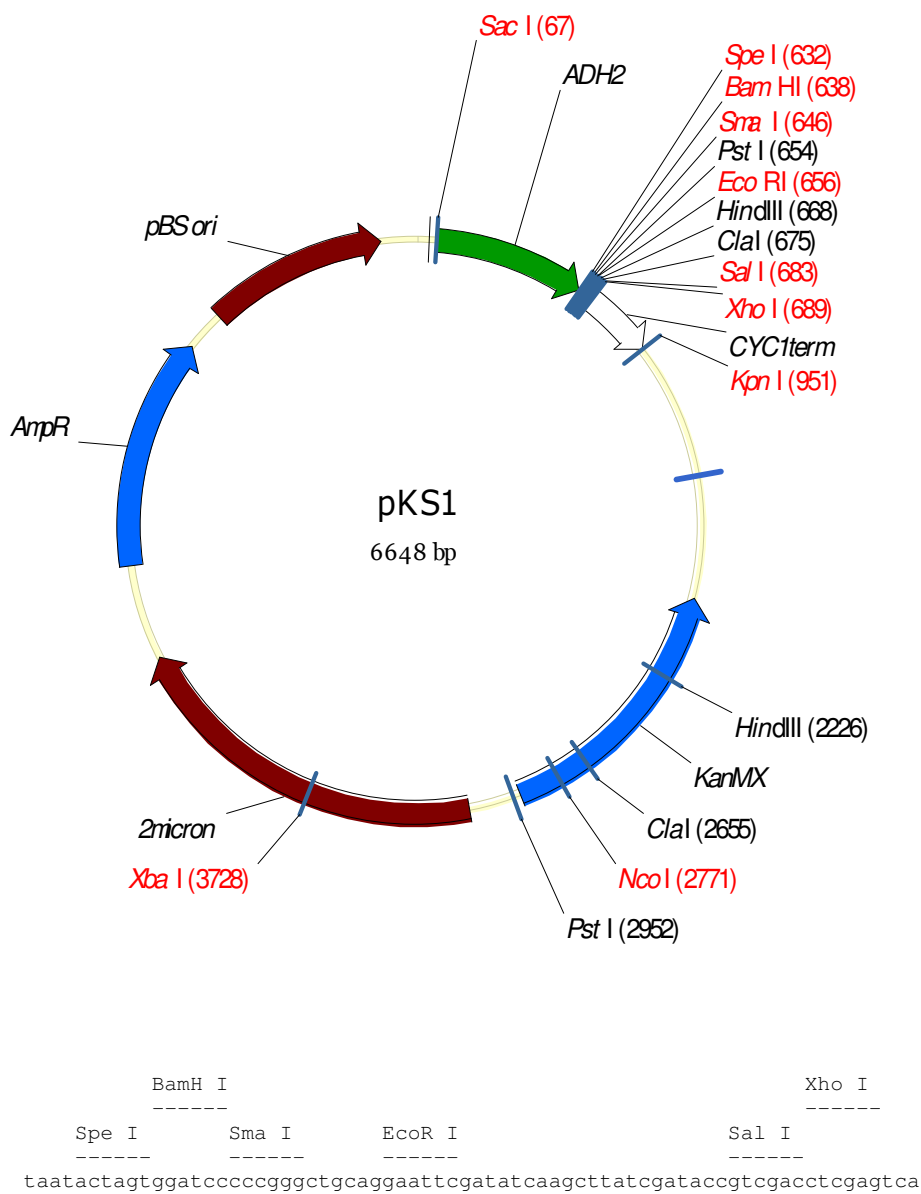 Sac I (67)
ADH2
Spe I (632)
Bam HI (638)
Sma I (646)
Pst I (654)
Eco RI (656)
HindIII (668)
ClaI (675)
Sal I (683)
Xho I (689)
CYC1term
Kpn I (951)
pBS ori
AmpR
pKS1
6648 bp
HindIII (2226)
KanMX
ClaI (2655)
Nco I (2771)
Pst I (2952)
2micron
Xba I (3728)
BamH I Xho I
------ ------
Spe I Sma I EcoR I Sal I
------ ------ ------ ------
taatactagtggatcccccgggctgcaggaattcgatatcaagcttatcgataccgtcgacctcgagtca